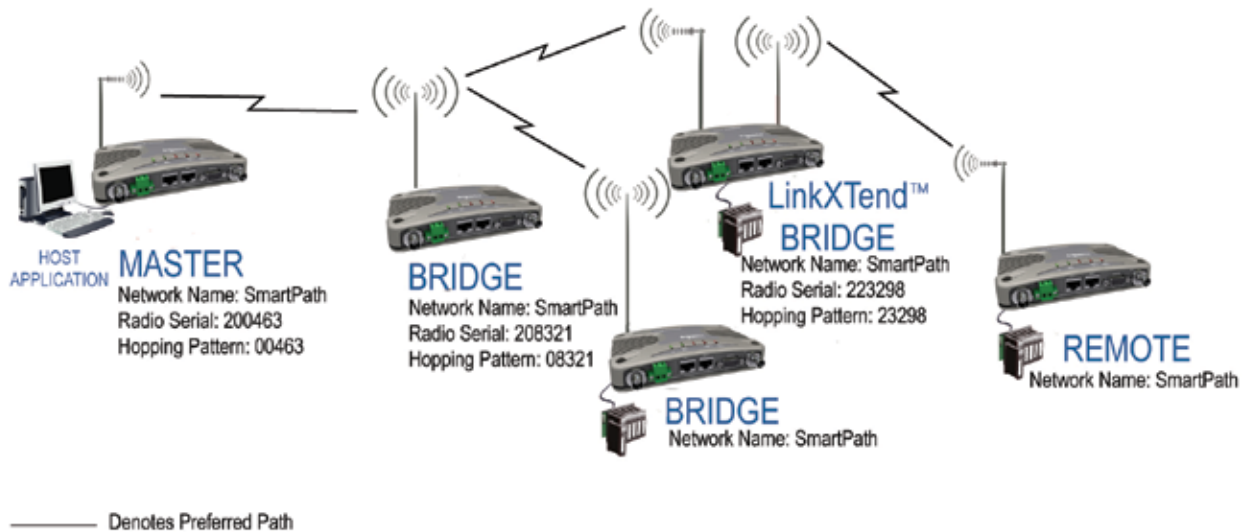 HOST
APPLICATION
MASTER
Network Name: SmartPath
Radio Serial: 200463
Hopping Pattern: 00463
BRIDGE
Network Name: SmartPath
Radio Serial: 208321
Hopping Pattern: 08321
LinkXTend™
BRIDGE
Network Name: SmartPath
Radio Serial: 223298
Hopping Pattern: 23298
BRIDGE
Network Name: SmartPath
REMOTE
Network Name: SmartPath
Denotes Preferred Path